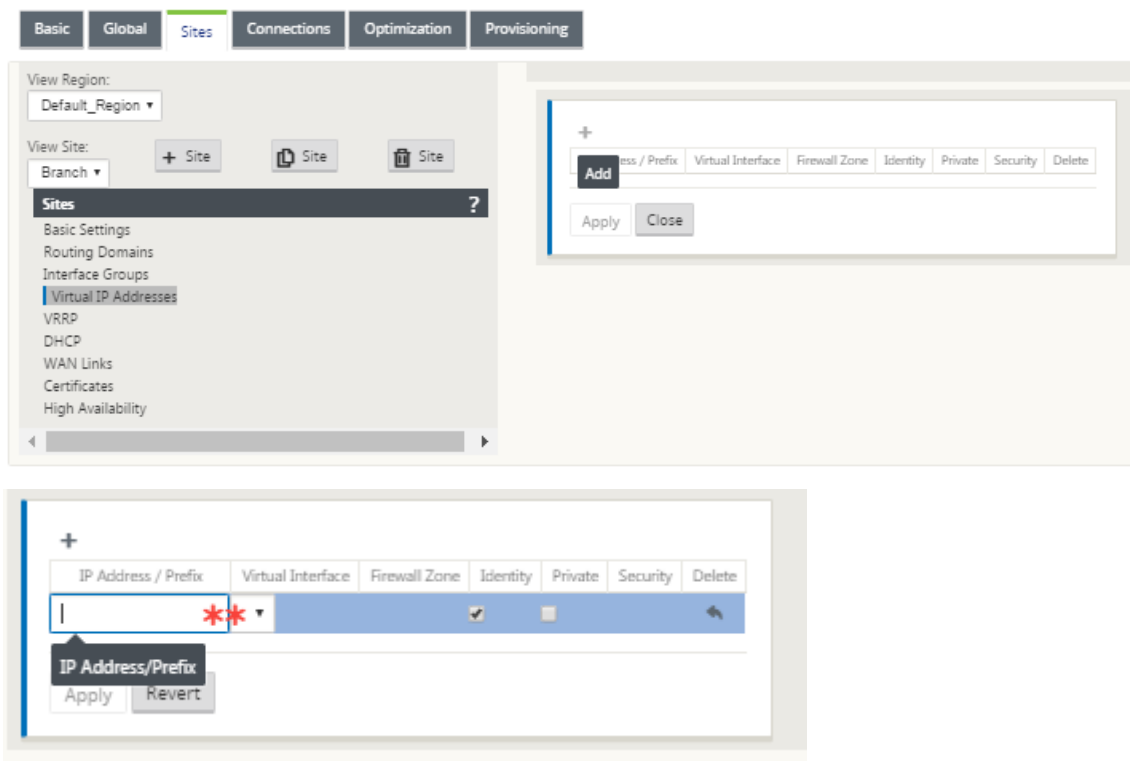 Basic Global Sites Connections Optimization Provisioning
View Region:
Default_Region
View Site:
Branch
+ Site Site Site
Sites ?
Basic Settings
Routing Domains
Interface Groups
Virtual IP Addresses
VRRP
DHCP
WAN Links
Certificates
High Availability
+
ess / Prefix Virtual Interface Firewall Zone Identity Private Security Delete
Add
Apply Close
+
IP Address / Prefix Virtual Interface Firewall Zone Identity Private Security Delete
**
IP Address/Prefix
Apply Revert